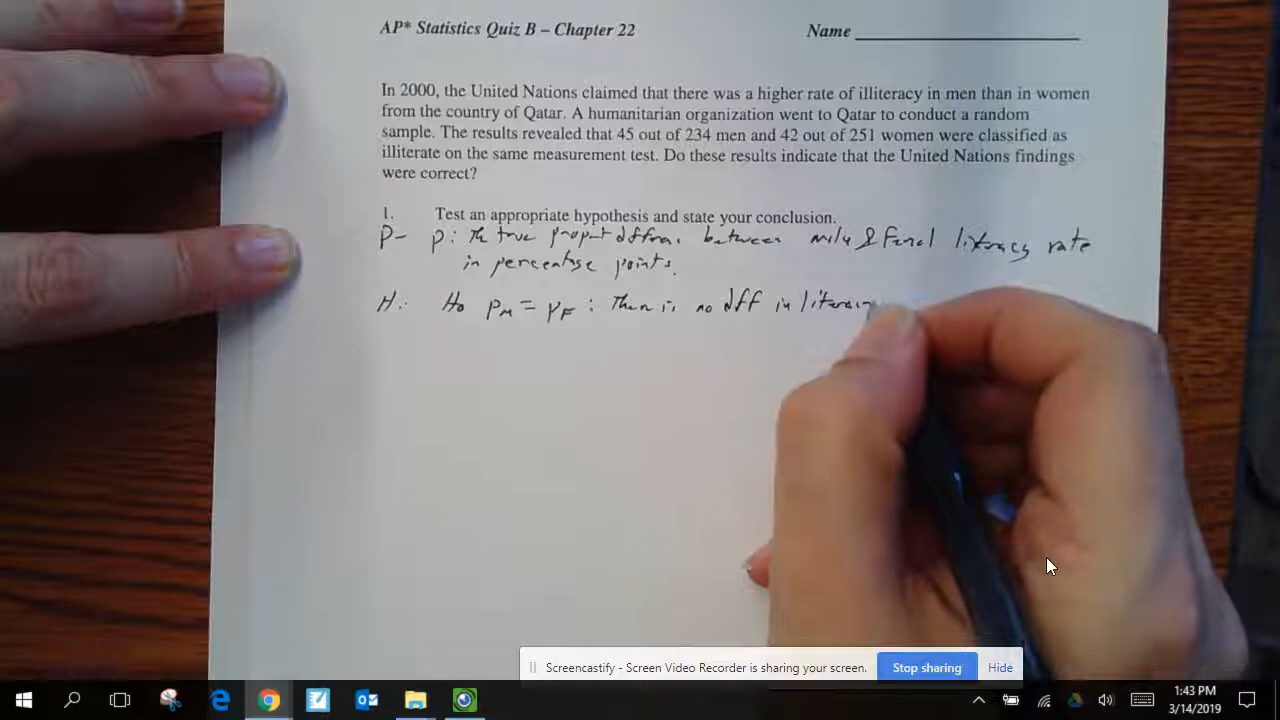 AP* Statistics Quiz B – Chapter 22 Name
In 2000, the United Nations claimed that there was a higher rate of illiteracy in men than in women
from the country of Qatar. A humanitarian organization went to Qatar to conduct a random
sample. The results revealed that 45 out of 234 men and 42 out of 251 women were classified as
illiterate on the same measurement test. Do these results indicate that the United Nations findings
were correct?
1. Test an appropriate hypothesis and state your conclusion.
P- p: the true between & literacy rate
in percentage points.
H: Ho pM = pF : There is no diff in literacy
Screencastify - Screen Video Recorder is sharing your screen. Stop sharing Hide
1:43 PM
3/14/2019